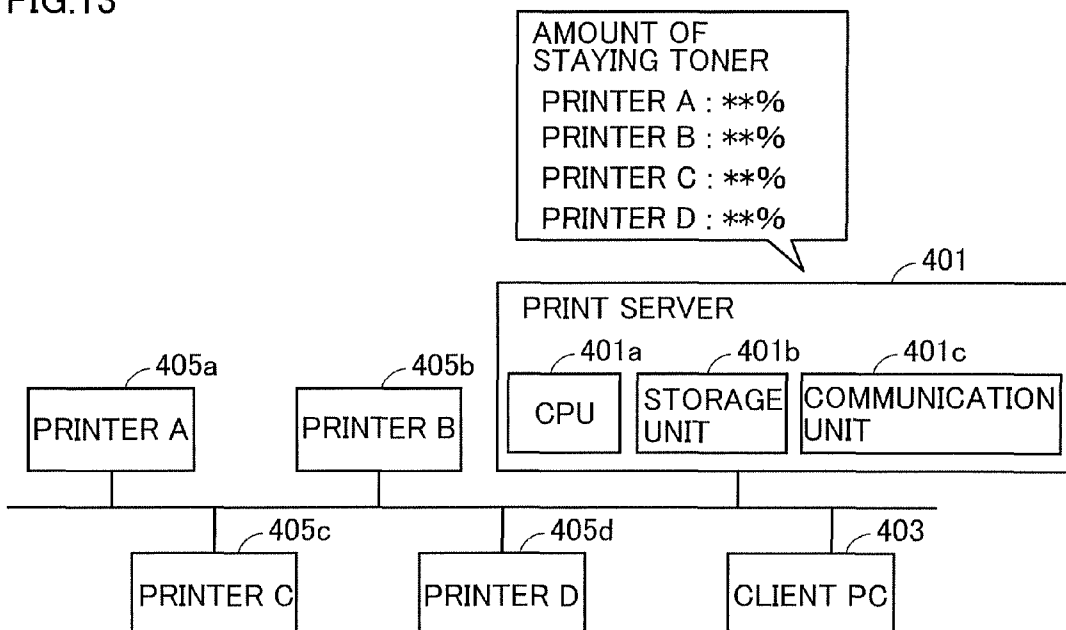 FIG.13
AMOUNT OF
STAYING TONER
PRINTER A : **%
PRINTER B : **%
PRINTER C : **%
PRINTER D : **%
401
PRINT SERVER
401a
401b
401c
CPU
STORAGE
UNIT
COMMUNICATION
UNIT
405a
405b
PRINTER A
PRINTER B
405c
405d
403
PRINTER C
PRINTER D
CLIENT PC